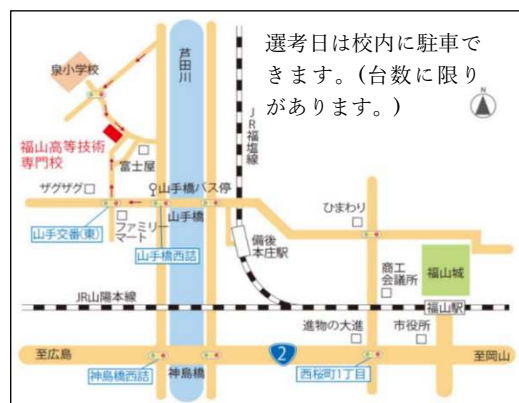 選考日は校内に駐車で
きます。(台数に限り
があります。)
泉小学校
芦田川
JR福塩線
N
福山高等技術
専門校
富士屋
ザグザグ
山手橋バス停
山手橋
ひまわり
山手交番(東)
ファミリー
マート
山手橋西詰
備後
本庄駅
商工
会議所
福山城
JR山陽本線
福山駅
進物の大進
市役所
至広島
2
至岡山
神島橋西詰
神島橋
西桜町1丁目